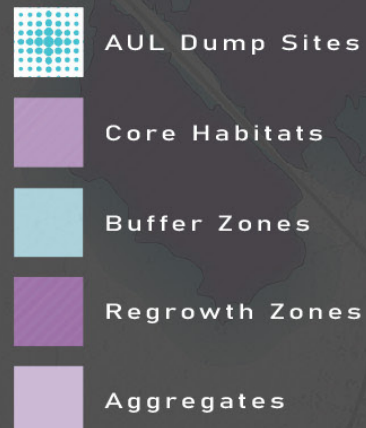 AUL Dump Sites
Core Habitats
Buffer Zones
Regrowth Zones
Aggregates